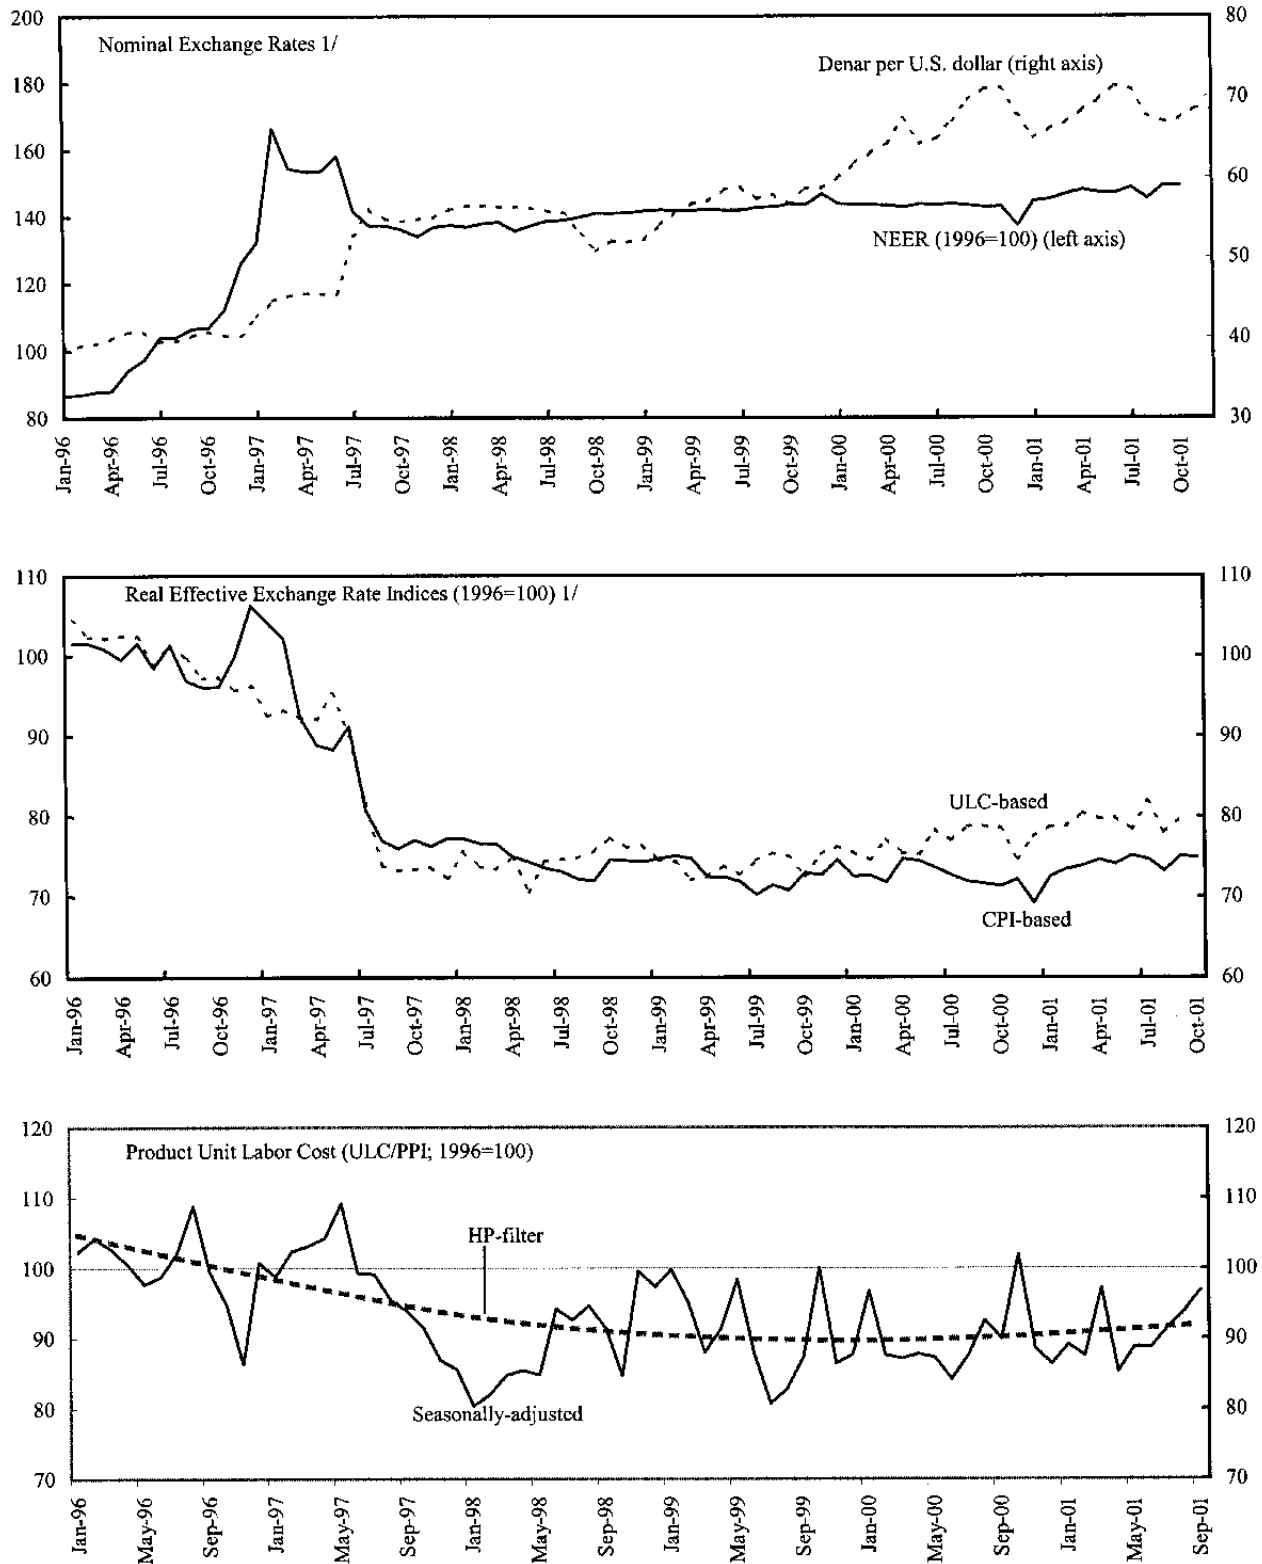 200
180
160
140
120
100
80
80
70
60
50
40
30
Nominal Exchange Rates 1/
Denar per U.S. dollar (right axis)
NEER (1996=100) (left axis)
Jan-96
Apr-96
Jul-96
Oct-96
Jan-97
Apr-97
Jul-97
Oct-97
Jan-98
Apr-98
Jul-98
Oct-98
Jan-99
Apr-99
Jul-99
Oct-99
Jan-00
Apr-00
Jul-00
Oct-00
Jan-01
Apr-01
Jul-01
Oct-01
110
100
90
80
70
60
110
100
90
80
70
60
Real Effective Exchange Rate Indices (1996=100) 1/
ULC-based
CPI-based
Jan-96
Apr-96
Jul-96
Oct-96
Jan-97
Apr-97
Jul-97
Oct-97
Jan-98
Apr-98
Jul-98
Oct-98
Jan-99
Apr-99
Jul-99
Oct-99
Jan-00
Apr-00
Jul-00
Oct-00
Jan-01
Apr-01
Jul-01
Oct-01
120
110
100
90
80
70
120
110
100
90
80
70
Product Unit Labor Cost (ULC/PPI; 1996=100)
HP-filter
Seasonally-adjusted
Jan-96
May-96
Sep-96
Jan-97
May-97
Sep-97
Jan-98
May-98
Sep-98
Jan-99
May-99
Sep-99
Jan-00
May-00
Sep-00
Jan-01
May-01
Sep-01